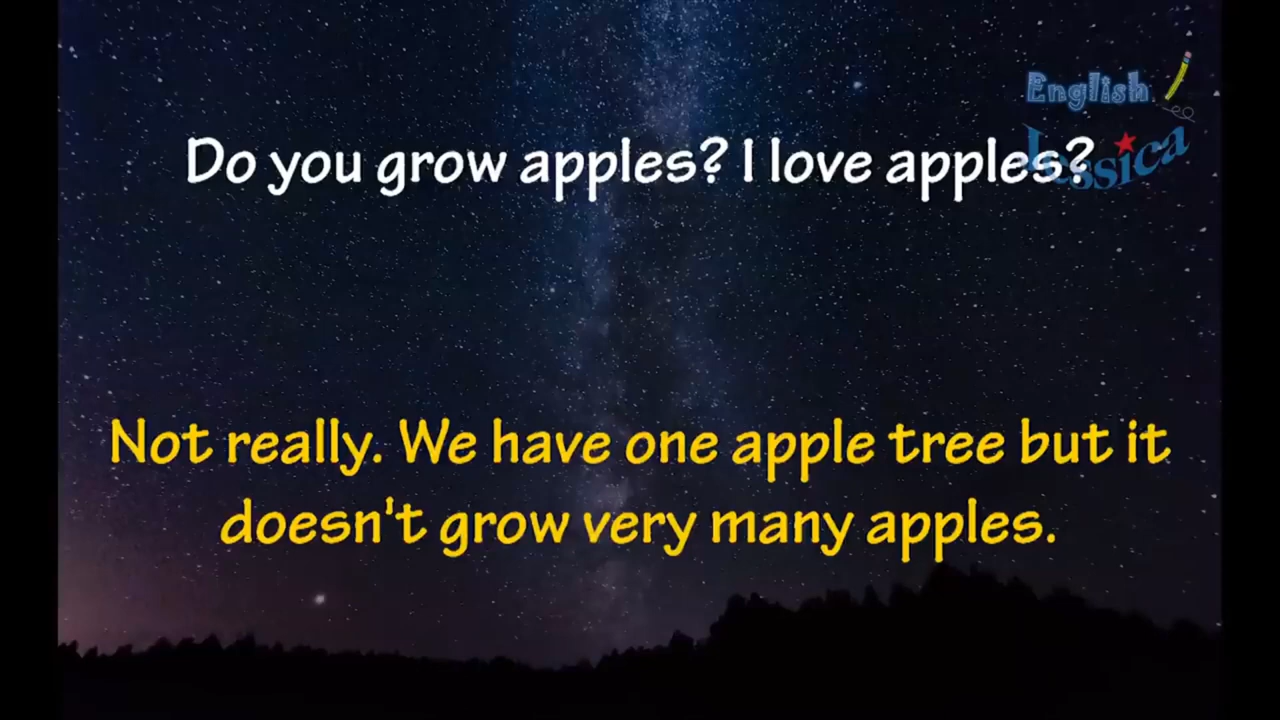 English
Jessica
Do you grow apples? I love apples?
Not really. We have one apple tree but it
doesn't grow very many apples.